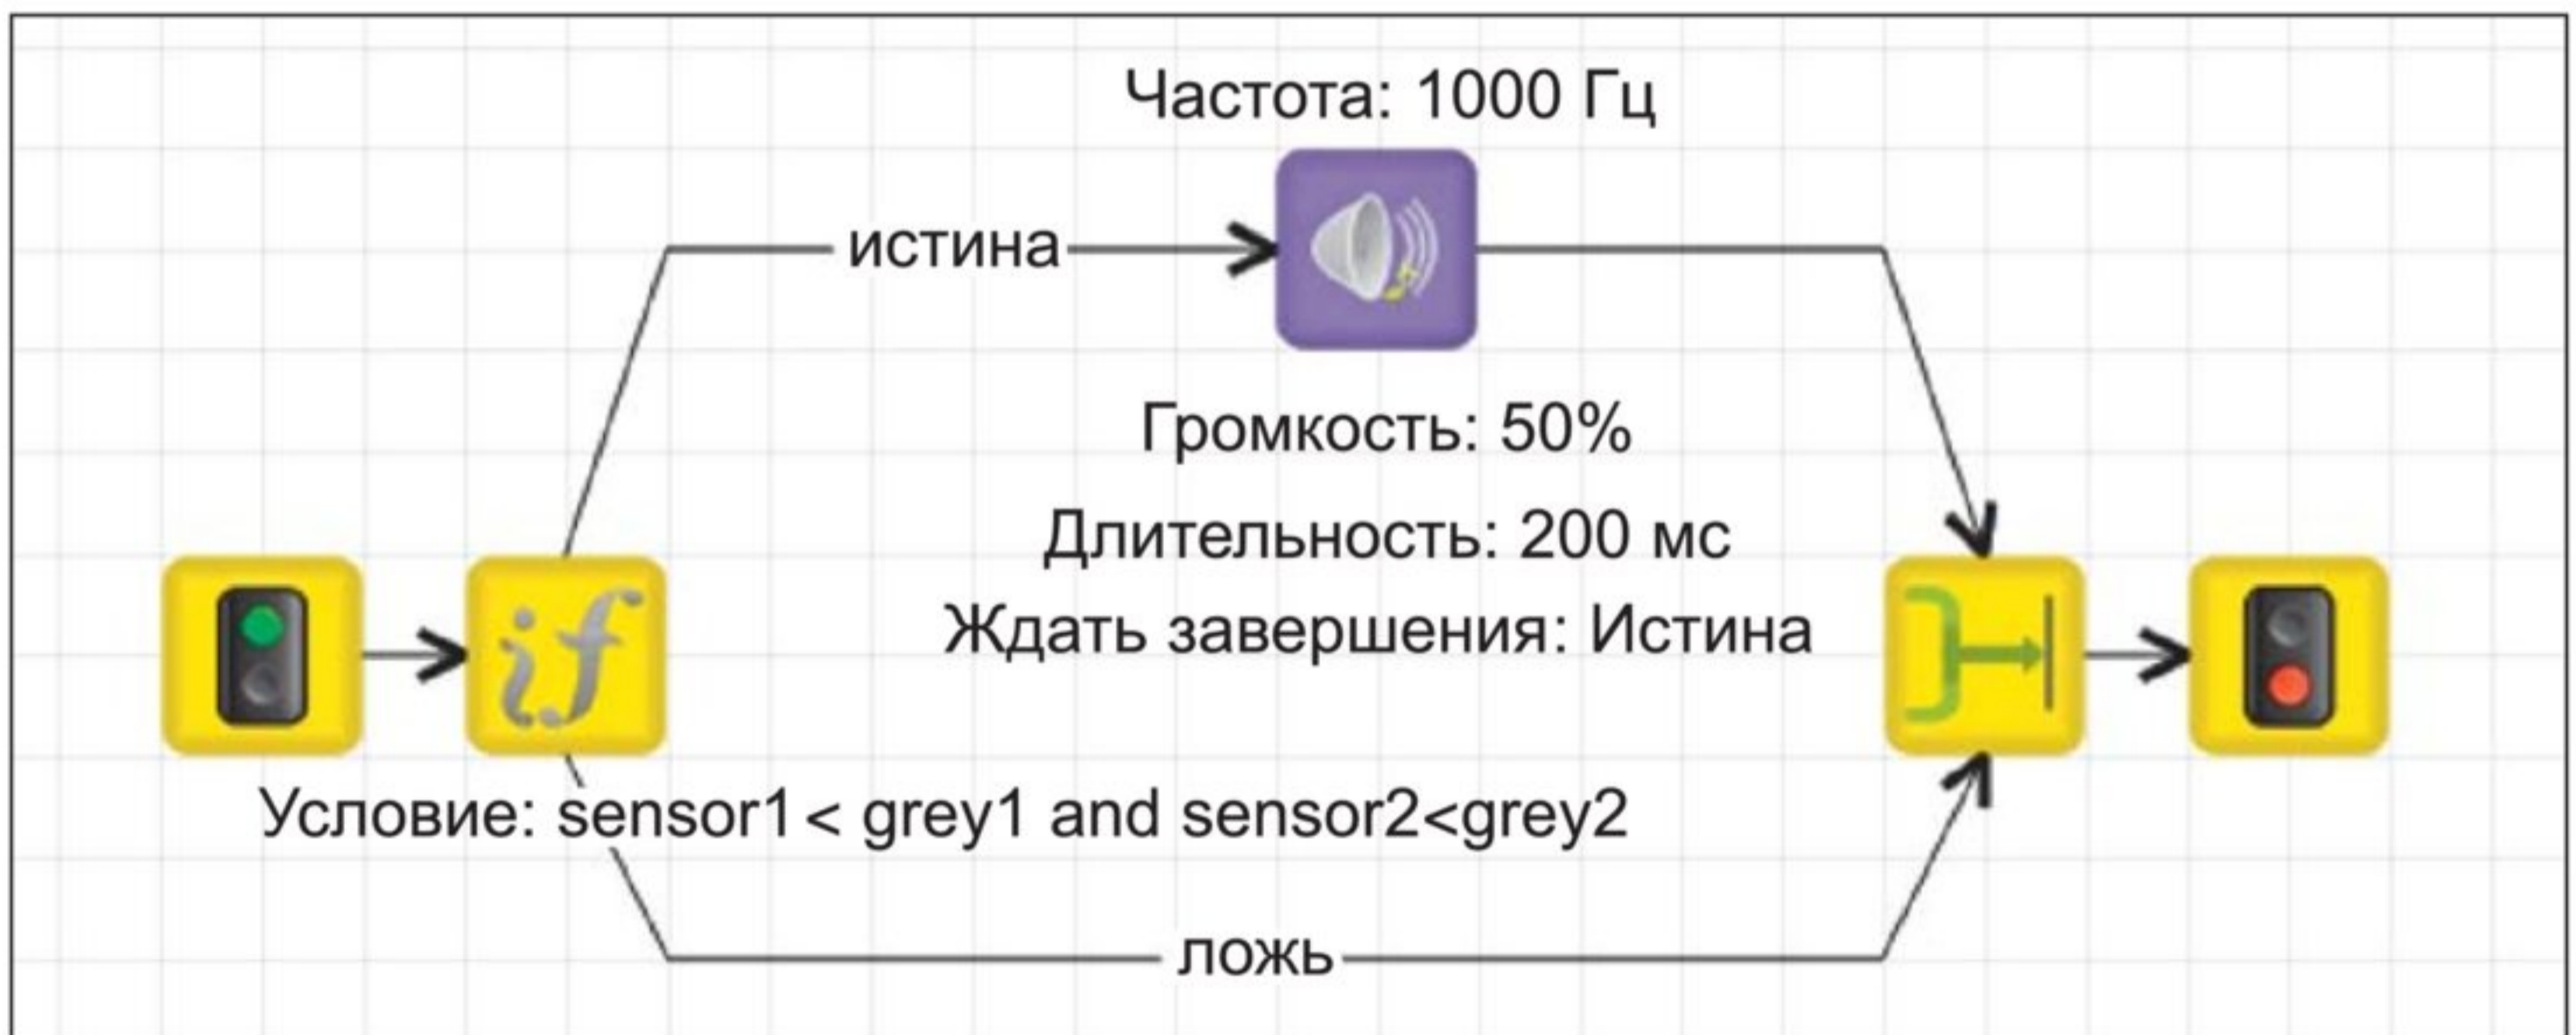 Частота: 1000 Гц
истина
Громкость: 50%
Длительность: 200 мс
Ждать завершения: Истина
if
Условие: sensor1< grey1 and sensor2<grey2
ложь